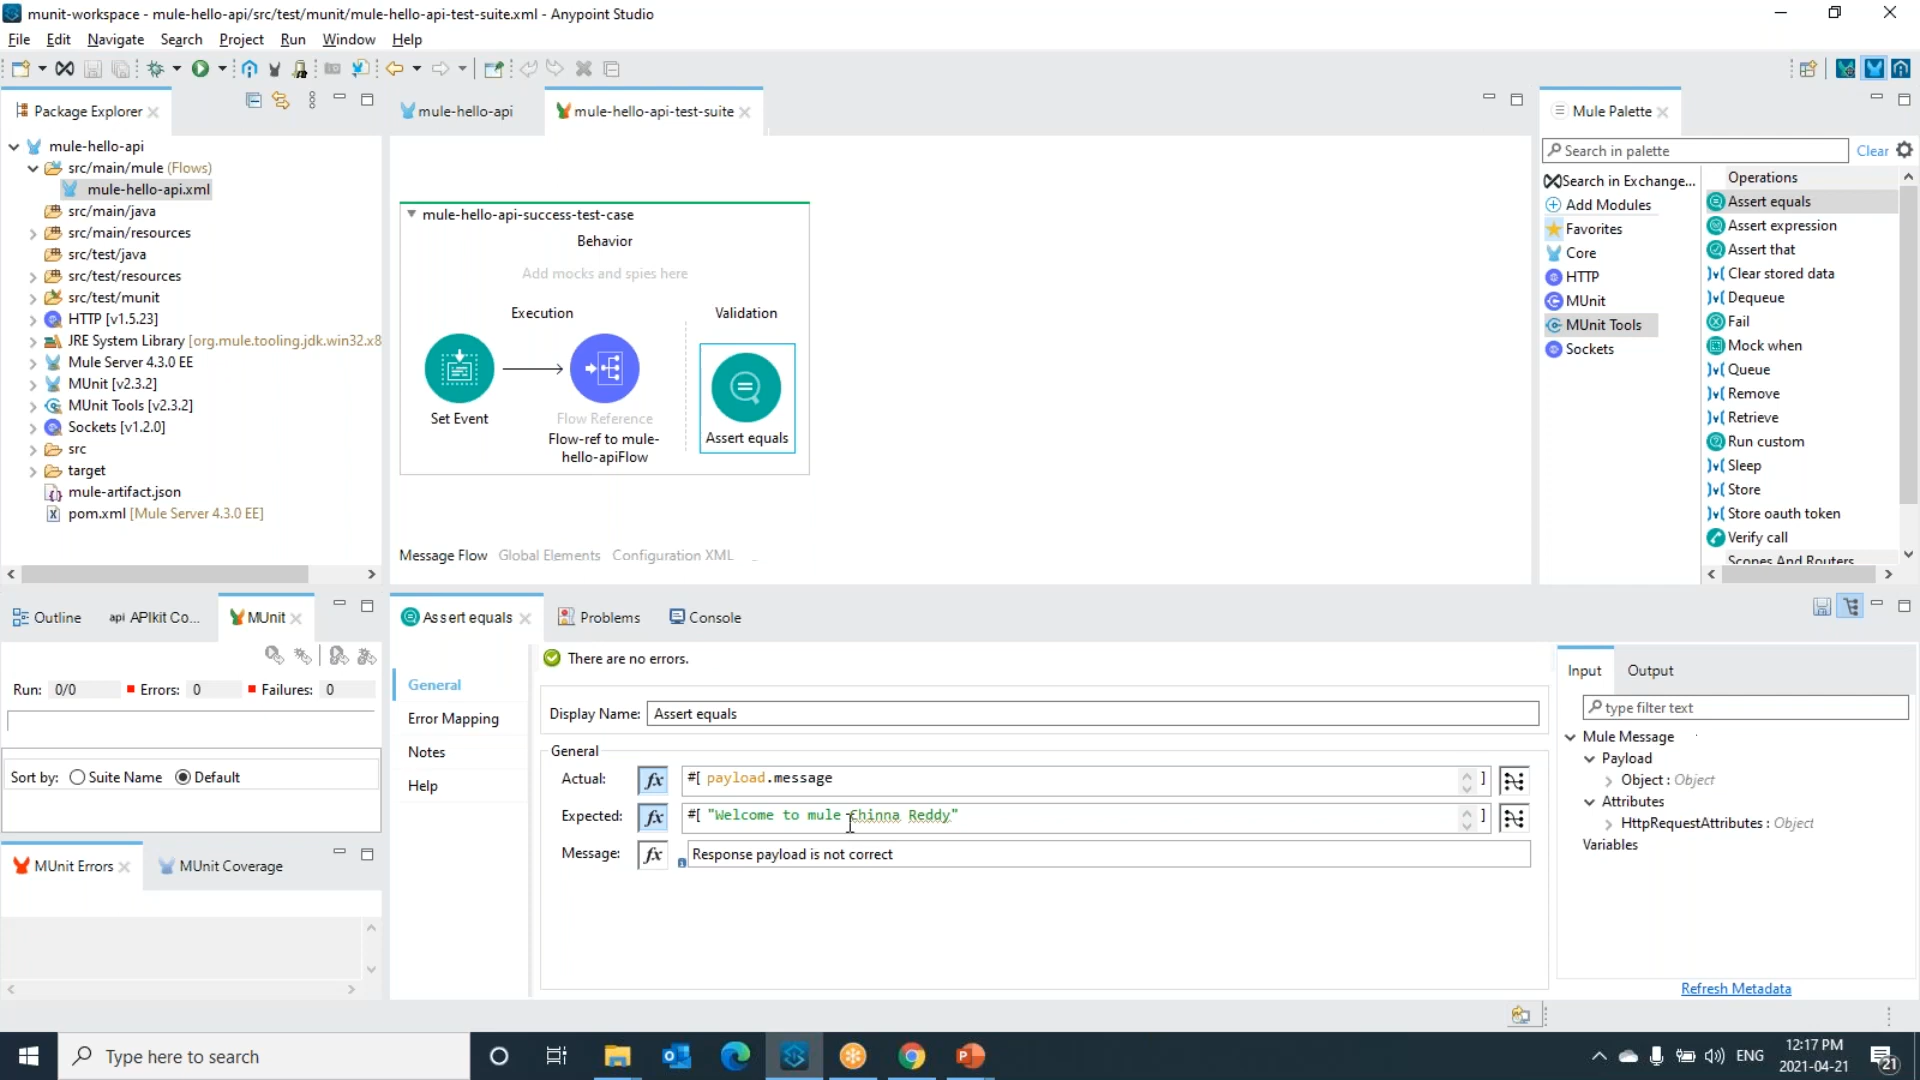 munit-workspace - mule-hello-api/src/test/munit/mule-hello-api-test-suite.xml - Anypoint Studio
File Edit Navigate Search Project Run Window Help
Package Explorer
mule-hello-api
src/main/mule (Flows)
mule-hello-api.xml
src/main/java
src/main/resources
src/test/java
src/test/resources
src/test/munit
HTTP [v1.5.23]
JRE System Library [org.mule.tooling.jdk.win32.x8
Mule Server 4.3.0 EE
MUnit [v2.3.2]
MUnit Tools [v2.3.2]
Sockets [v1.2.0]
src
target
mule-artifact.json
pom.xml [Mule Server 4.3.0 EE]
mule-hello-api
mule-hello-api-test-suite
mule-hello-api-success-test-case
Behavior
Add mocks and spies here
Execution
Validation
Set Event
Flow Reference
Flow-ref to mule-
hello-apiFlow
Assert equals
Message Flow Global Elements Configuration XML
Mule Palette
Search in palette
Clear
Search in Exchange...
Add Modules
Favorites
Core
HTTP
MUnit
MUnit Tools
Sockets
Operations
Assert equals
Assert expression
Assert that
Clear stored data
Dequeue
Fail
Mock when
Queue
Remove
Retrieve
Run custom
Sleep
Store
Store oauth token
Verify call
Scopes And Routers
Outline
api APIkit Co...
MUnit
Run: 0/0 Errors: 0 Failures: 0
Sort by: Suite Name Default
MUnit Errors
MUnit Coverage
Assert equals
Problems
Console
General
Error Mapping
Notes
Help
There are no errors.
Display Name: Assert equals
General
Actual: fx #[ payload.message ]
Expected: fx #[ "Welcome to mule Chinna Reddy" ]
Message: fx Response payload is not correct
Input Output
type filter text
Mule Message
Payload
Object : Object
Attributes
HttpRequestAttributes : Object
Variables
Refresh Metadata
Type here to search
ENG
12:17 PM
2021-04-21
21